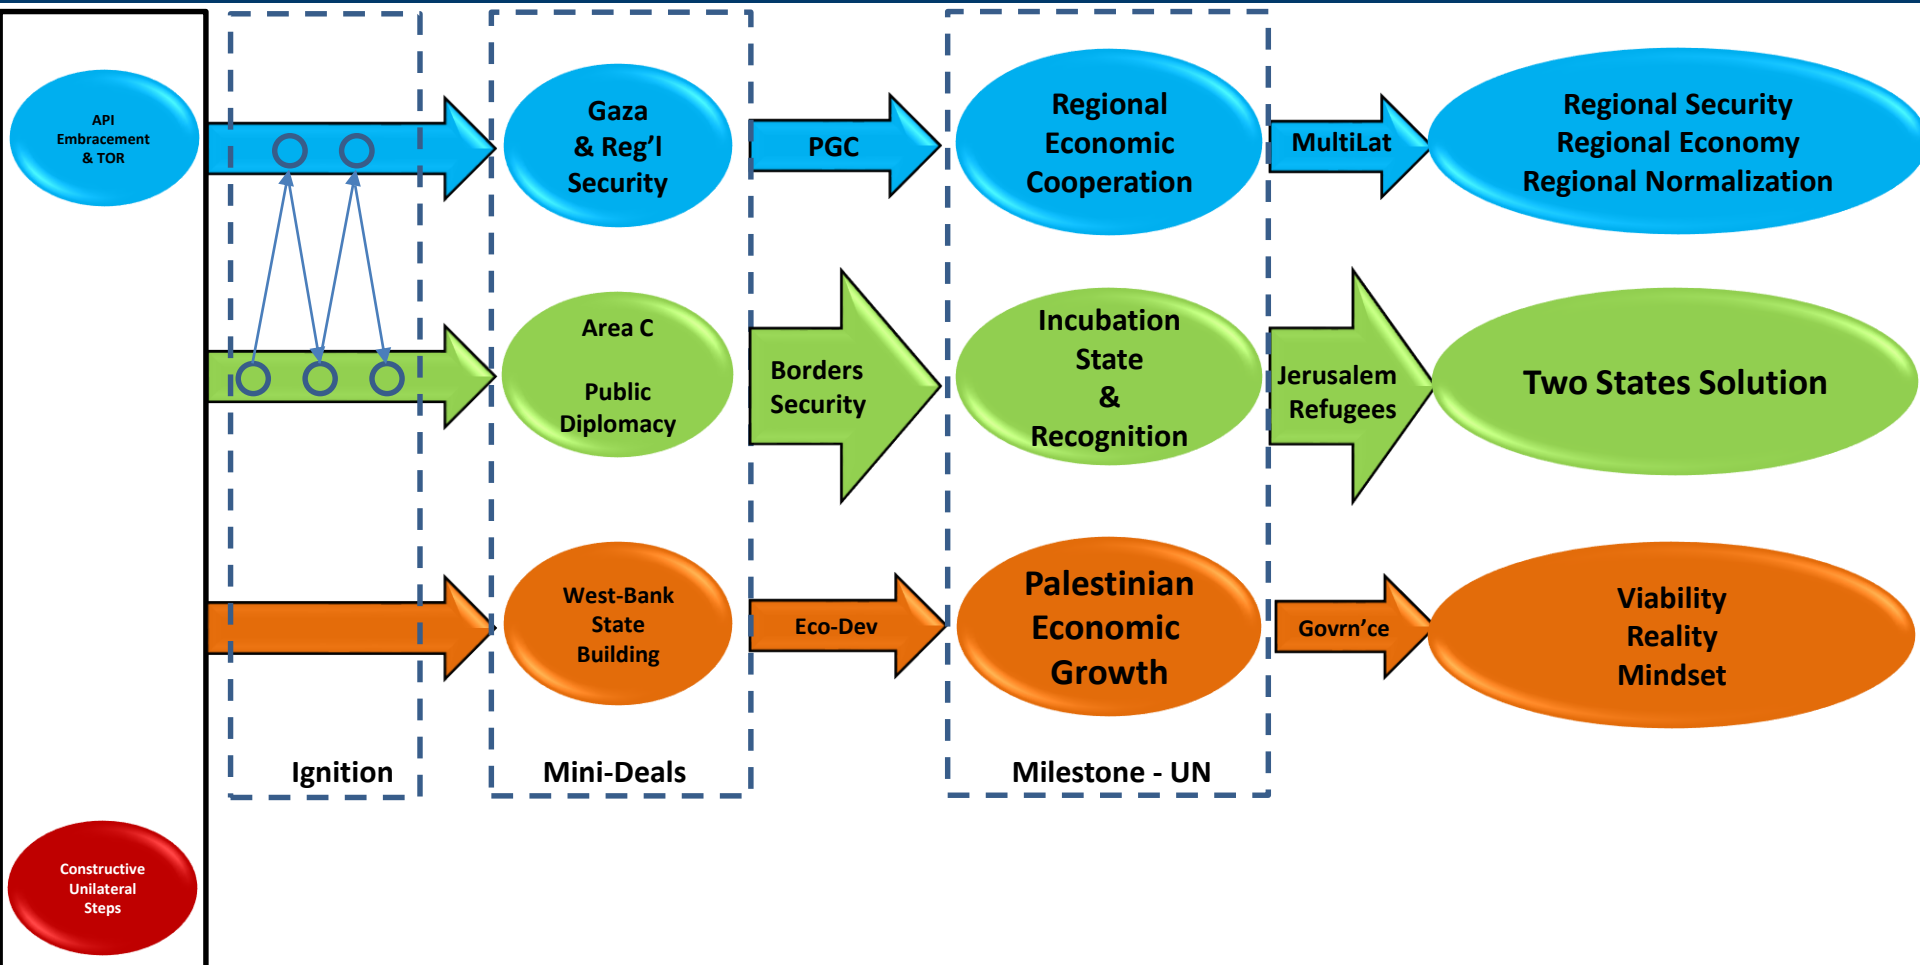 API
Embracement
& TOR
Gaza
& Reg’l
Security
PGC
Regional
Economic
Cooperation
MultiLat
Regional Security
Regional Economy
Regional Normalization
Area C
Public
Diplomacy
Borders
Security
Incubation
State
&
Recognition
Jerusalem
Refugees
Two States Solution
West-Bank
State
Building
Eco-Dev
Palestinian
Economic
Growth
Govrn’ce
Viability
Reality
Mindset
Ignition
Mini-Deals
Milestone - UN
Constructive
Unilateral
Steps